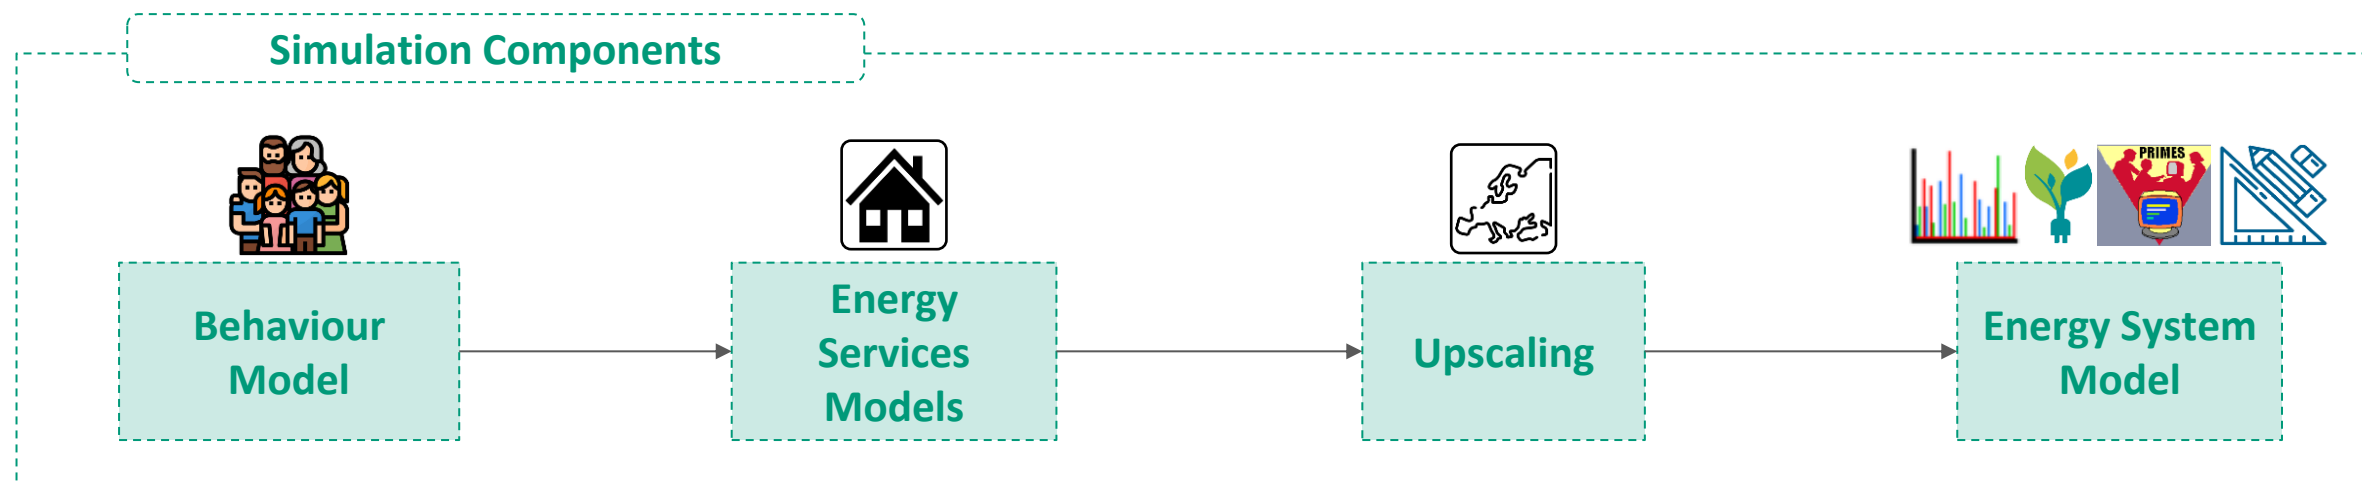 Simulation Components
PRIMES
Behaviour
Model
Energy
Services
Models
Upscaling
Energy System
Model